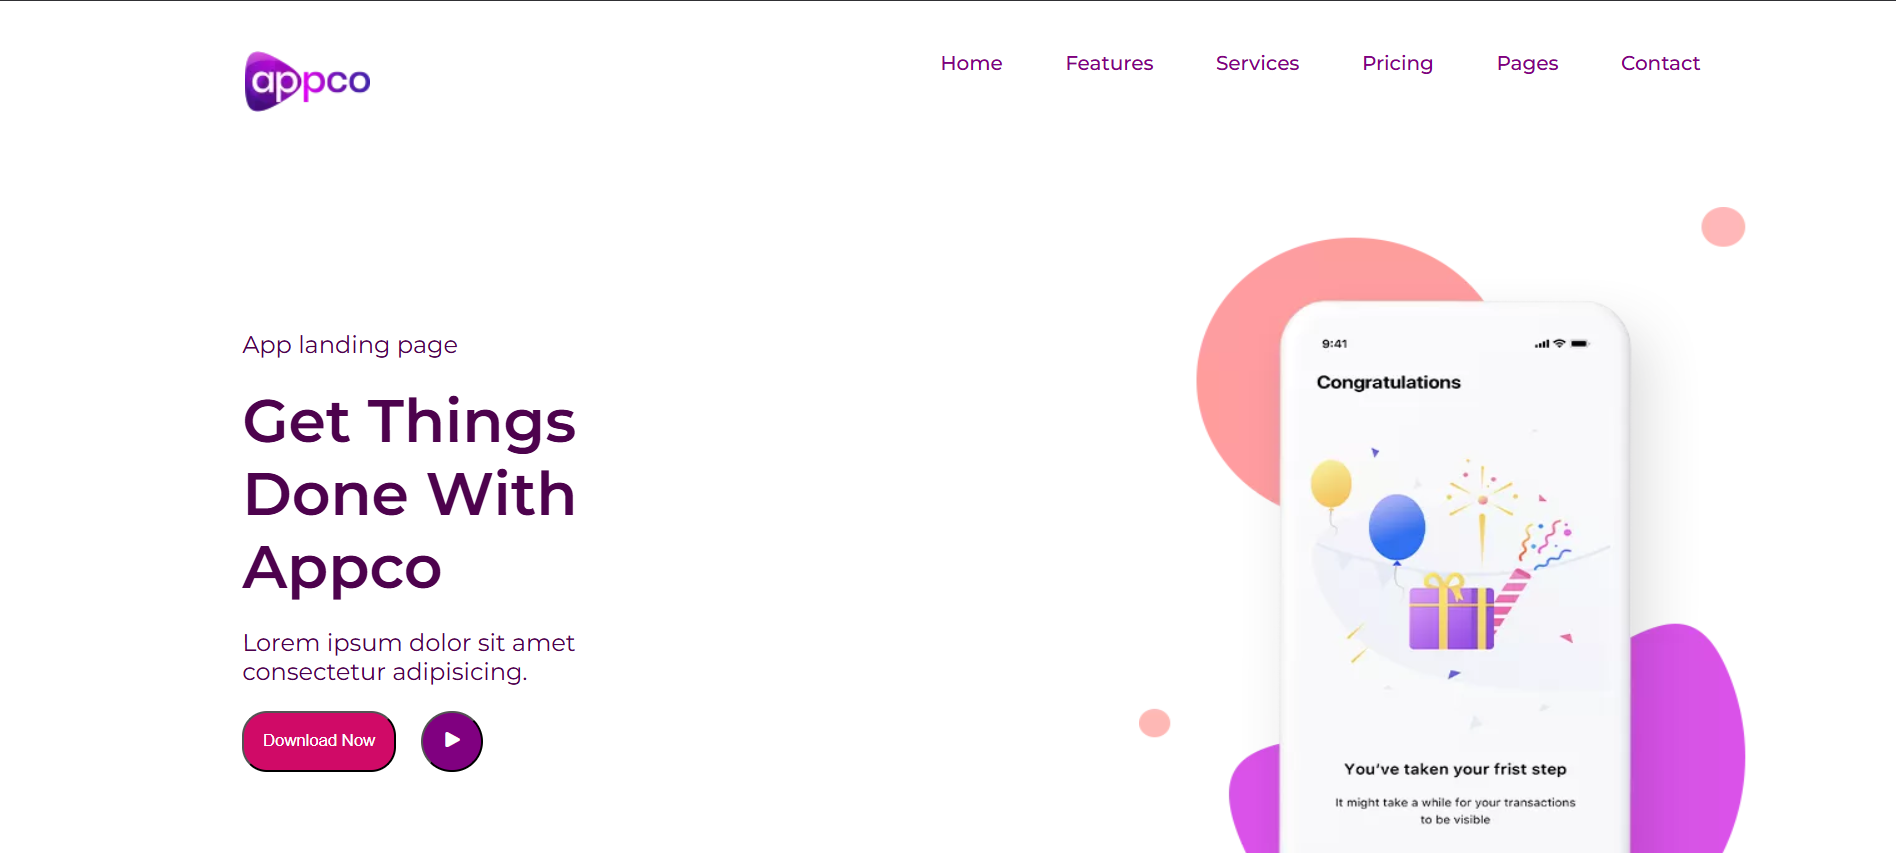 appco
Home Features Services Pricing Pages Contact
App landing page
Get Things
Done With
Appco
Lorem ipsum dolor sit amet
consectetur adipisicing.
Download Now
9:41
Congratulations
You've taken your frist step
It might take a while for your transactions
to be visible